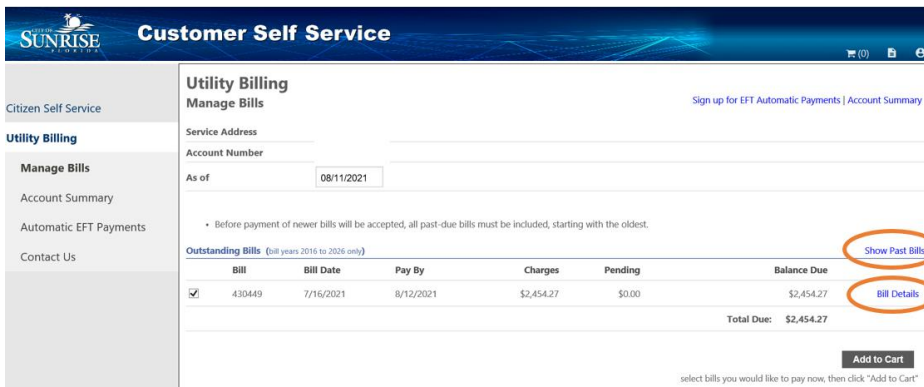 CITY OF
SUNRISE
FLORIDA
Customer Self Service
(0)
Citizen Self Service
Utility Billing
Manage Bills
Account Summary
Automatic EFT Payments
Contact Us
Utility Billing
Manage Bills
Sign up for EFT Automatic Payments | Account Summary
Service Address
Account Number
As of 08/11/2021
• Before payment of newer bills will be accepted, all past-due bills must be included, starting with the oldest.
Outstanding Bills (bill years 2016 to 2026 only) Show Past Bills
Bill Bill Date Pay By Charges Pending Balance Due
430449 7/16/2021 8/12/2021 $2,454.27 $0.00 $2,454.27 Bill Details
Total Due: $2,454.27
Add to Cart
select bills you would like to pay now, then click "Add to Cart"